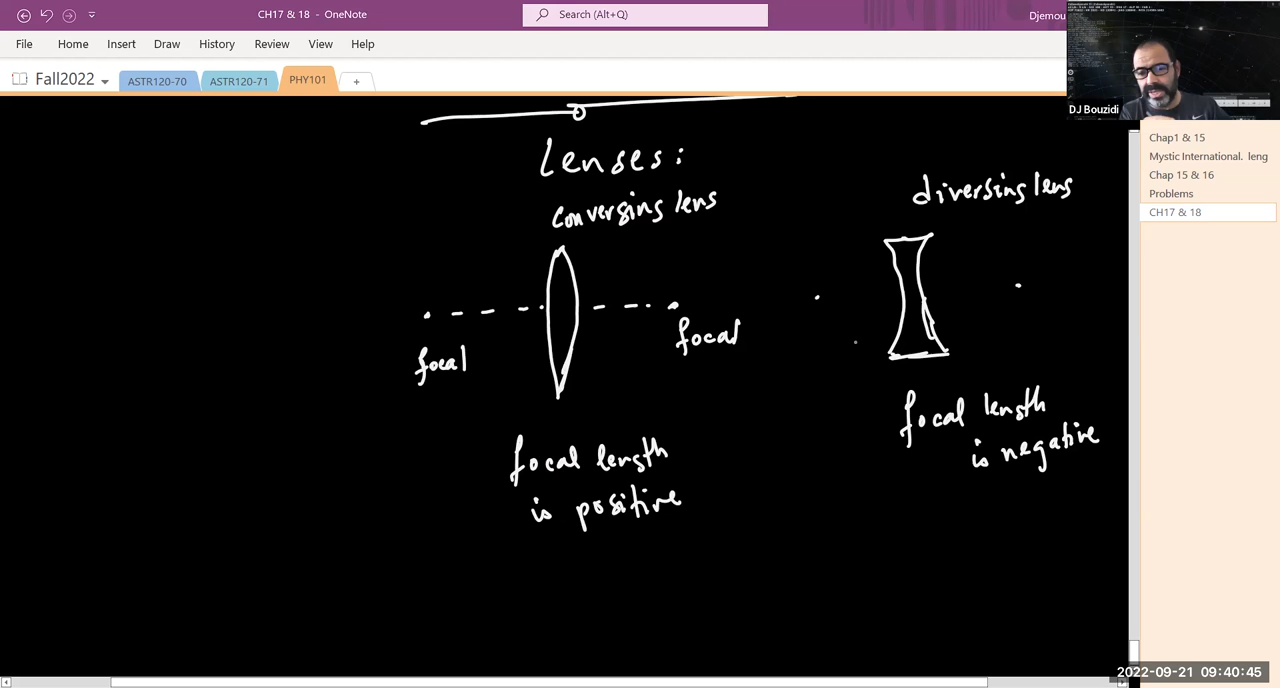 CH17 & 18 - OneNote
Search (Alt+Q)
Djemou
File Home Insert Draw History Review View Help
Fall2022
ASTR120-70
ASTR120-71
PHY101
+
DJ Bouzidi
Chap1 & 15
Mystic International. leng
Chap 15 & 16
Problems
CH17 & 18
Lenses:
conversing lens
focal
focal
focal length
is positive
diversing lens
focal length
is negative
2022-09-21 09:40:45